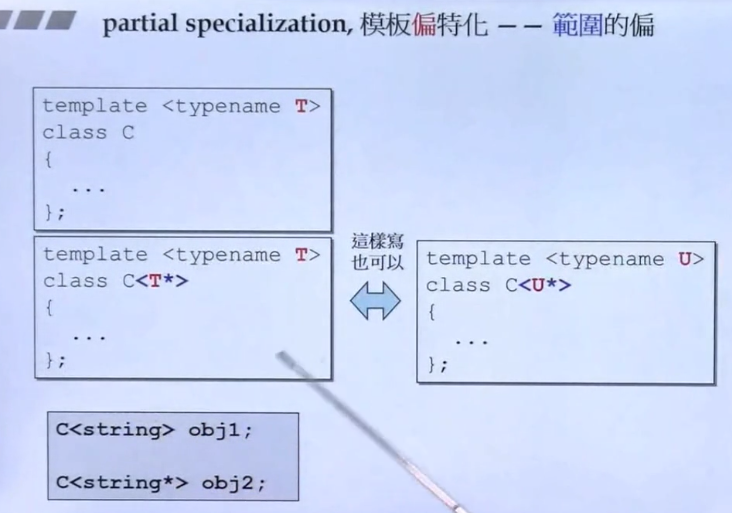 partial specialization, 模板偏特化 — — 範圍的偏
template <typename T>
class C
{
...
};
template <typename T>
class C<T*>
{
...
};
這樣寫
也可以
template <typename U>
class C<U*>
{
...
};
C<string> obj1;
C<string*> obj2;